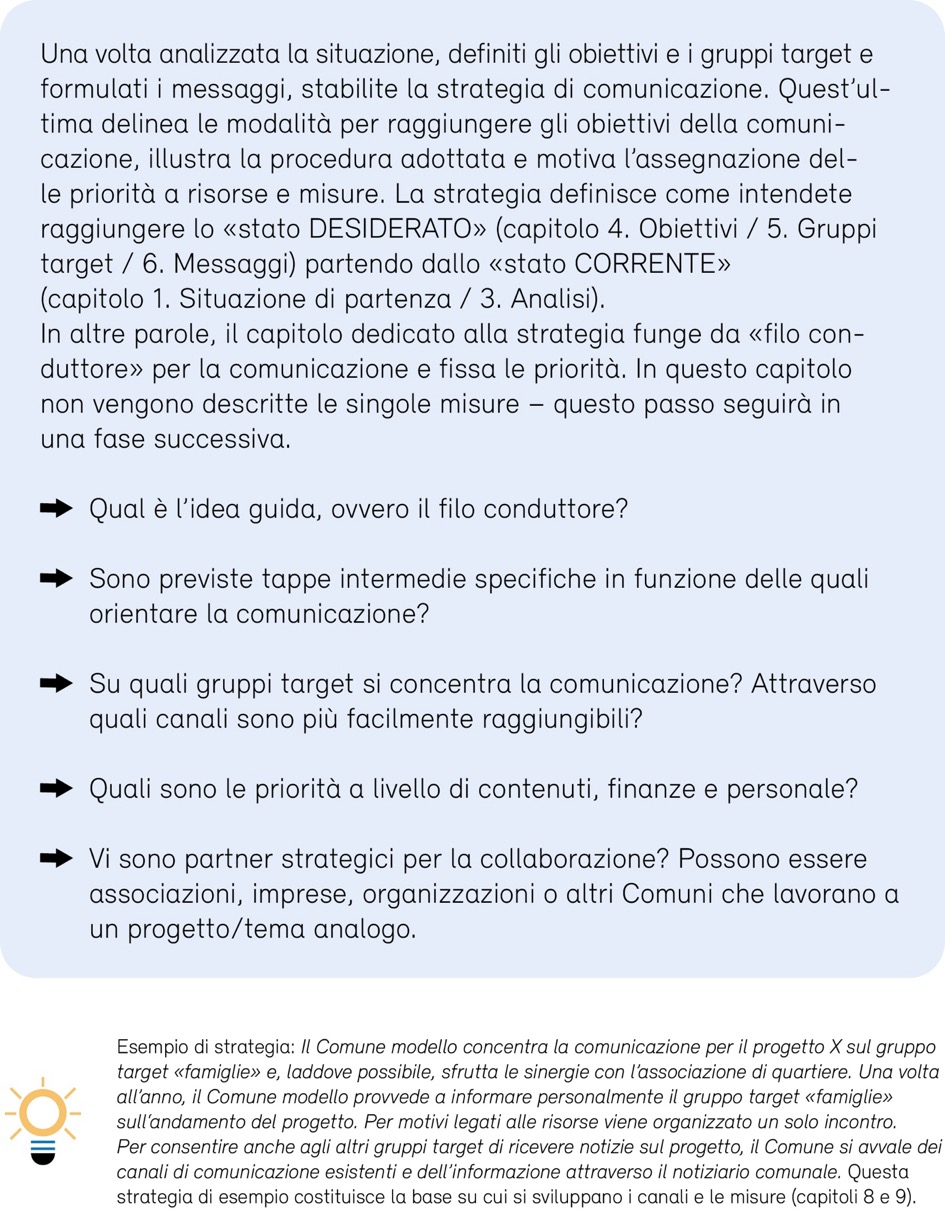 Una volta analizzata la situazione, definiti gli obiettivi e i gruppi target e
formulati i messaggi, stabilite la strategia di comunicazione. Quest’ul-
tima delinea le modalità per raggiungere gli obiettivi della comuni-
cazione, illustra la procedura adottata e motiva l’assegnazione del-
le priorità a risorse e misure. La strategia definisce come intendete
raggiungere lo «stato DESIDERATO» (capitolo 4. Obiettivi / 5. Gruppi
target / 6. Messaggi) partendo dallo «stato CORRENTE»
(capitolo 1. Situazione di partenza / 3. Analisi).
In altre parole, il capitolo dedicato alla strategia funge da «filo con-
duttore» per la comunicazione e fissa le priorità. In questo capitolo
non vengono descritte le singole misure – questo passo seguirà in
una fase successiva.
Qual è l’idea guida, ovvero il filo conduttore?
Sono previste tappe intermedie specifiche in funzione delle quali
orientare la comunicazione?
Su quali gruppi target si concentra la comunicazione? Attraverso
quali canali sono più facilmente raggiungibili?
Quali sono le priorità a livello di contenuti, finanze e personale?
Vi sono partner strategici per la collaborazione? Possono essere
associazioni, imprese, organizzazioni o altri Comuni che lavorano a
un progetto/tema analogo.
Esempio di strategia: Il Comune modello concentra la comunicazione per il progetto X sul gruppo
target «famiglie» e, laddove possibile, sfrutta le sinergie con l’associazione di quartiere. Una volta
all’anno, il Comune modello provvede a informare personalmente il gruppo target «famiglie»
sull’andamento del progetto. Per motivi legati alle risorse viene organizzato un solo incontro.
Per consentire anche agli altri gruppi target di ricevere notizie sul progetto, il Comune si avvale dei
canali di comunicazione esistenti e dell’informazione attraverso il notiziario comunale. Questa
strategia di esempio costituisce la base su cui si sviluppano i canali e le misure (capitoli 8 e 9).